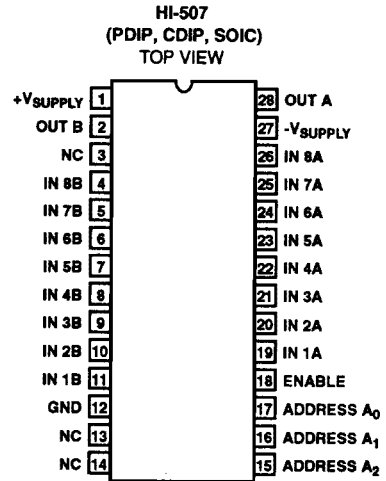 HI-507
(PDIP, CDIP, SOIC)
TOP VIEW
+VSUPPLY 1 28 OUT A
OUT B 2 27 -VSUPPLY
NC 3 26 IN 8A
IN 8B 4 25 IN 7A
IN 7B 5 24 IN 6A
IN 6B 6 23 IN 5A
IN 5B 7 22 IN 4A
IN 4B 8 21 IN 3A
IN 3B 9 20 IN 2A
IN 2B 10 19 IN 1A
IN 1B 11 18 ENABLE
GND 12 17 ADDRESS A0
NC 13 16 ADDRESS A1
NC 14 15 ADDRESS A2